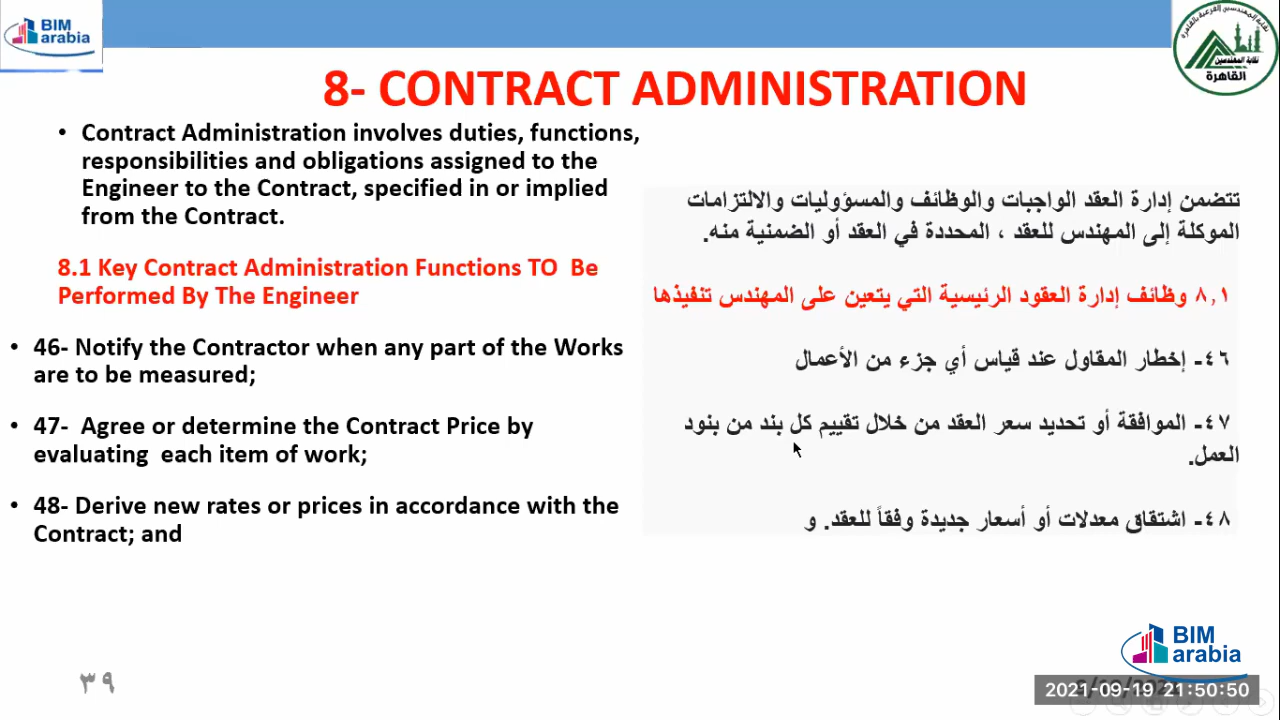 BIM
arabia
نقابة المهندسين الفرعية بالقاهرة
نقابة المهندسين
القاهرة
8- CONTRACT ADMINISTRATION
• Contract Administration involves duties, functions,
responsibilities and obligations assigned to the
Engineer to the Contract, specified in or implied
from the Contract.
8.1 Key Contract Administration Functions TO Be
Performed By The Engineer
• 46- Notify the Contractor when any part of the Works
are to be measured;
• 47- Agree or determine the Contract Price by
evaluating each item of work;
• 48- Derive new rates or prices in accordance with the
Contract; and
تتضمن إدارة العقد الواجبات والوظائف والمسؤوليات والالتزامات
الموكلة إلى المهندس للعقد ، المحددة في العقد أو الضمنية منه.
٨,١ وظائف إدارة العقود الرئيسية التي يتعين على المهندس تنفيذها
٤٦- إخطار المقاول عند قياس أي جزء من الأعمال
٤٧- الموافقة أو تحديد سعر العقد من خلال تقييم كل بند من بنود
العمل.
٤٨- اشتقاق معدلات أو أسعار جديدة وفقاً للعقد. و
BIM
arabia
٣٩
2021-09-19 21:50:50